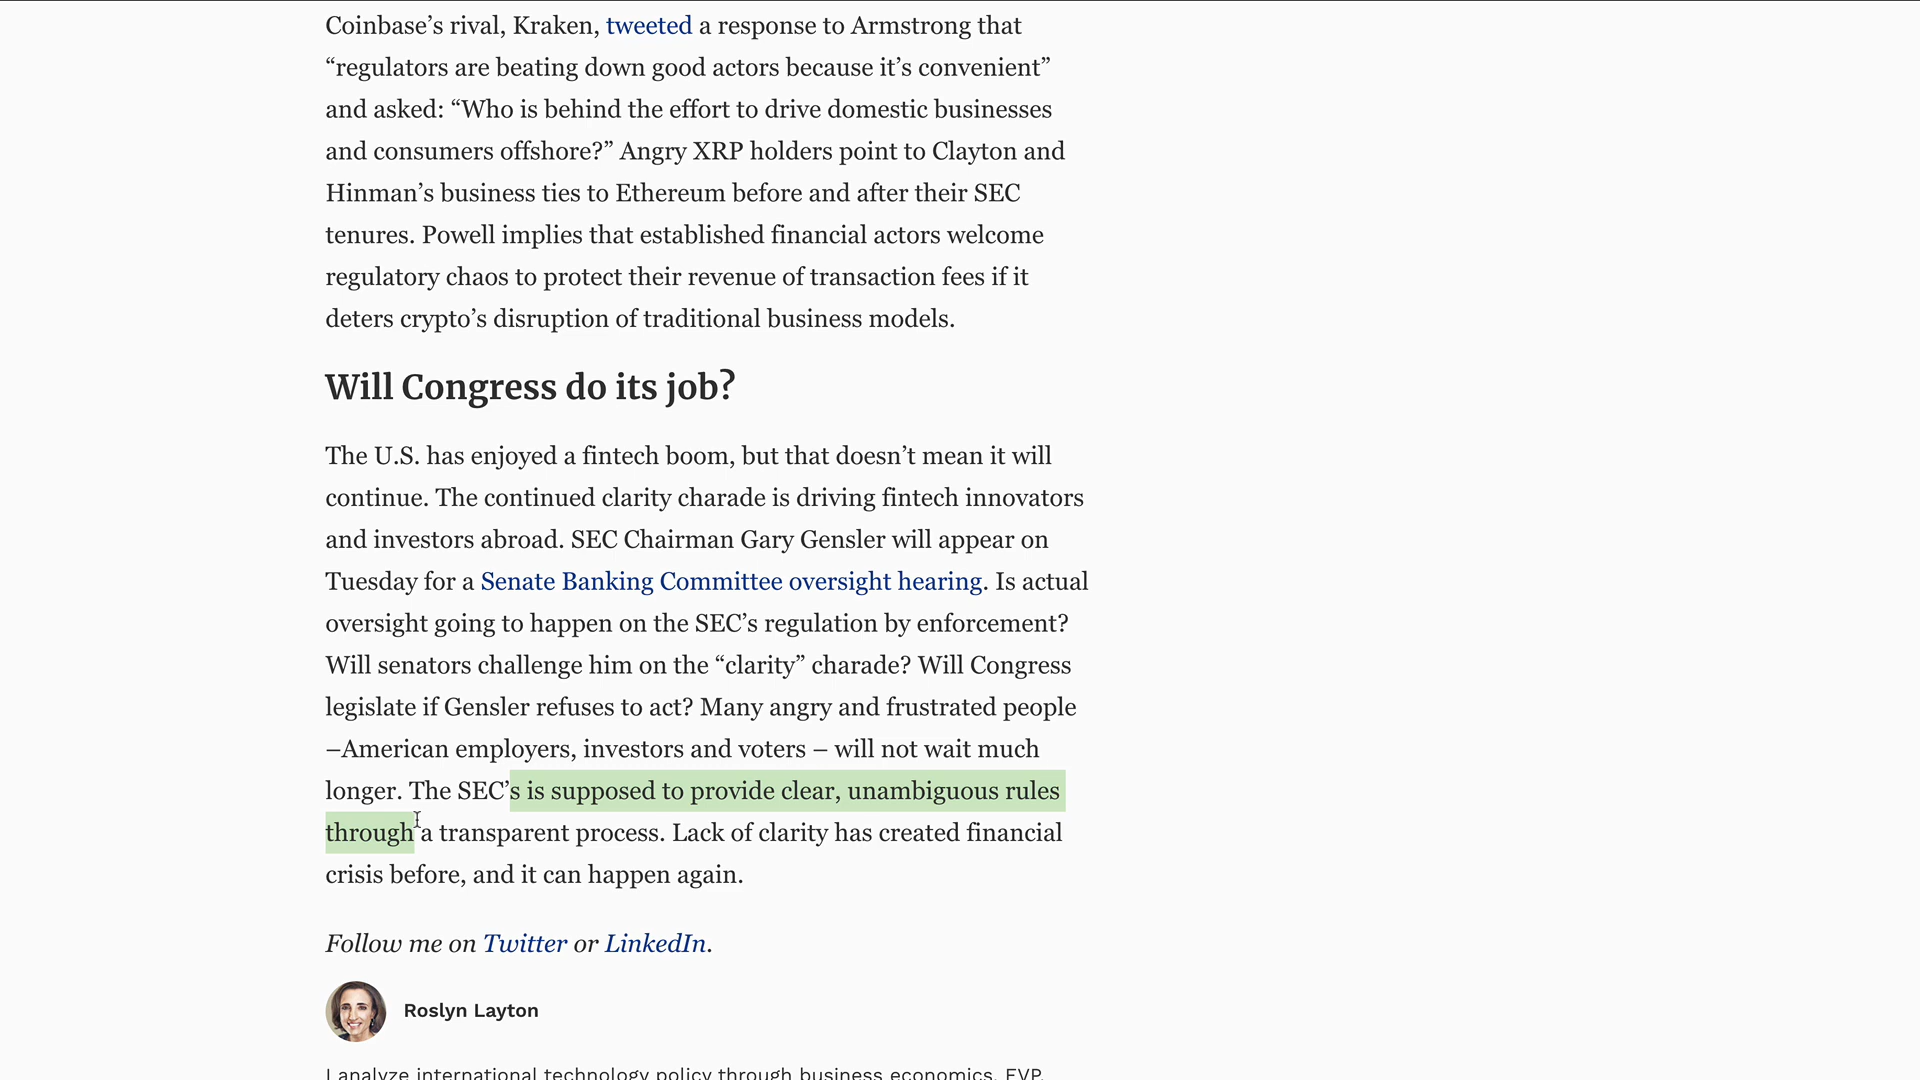 Coinbase’s rival, Kraken, tweeted a response to Armstrong that
“regulators are beating down good actors because it’s convenient”
and asked: “Who is behind the effort to drive domestic businesses
and consumers offshore?” Angry XRP holders point to Clayton and
Hinman’s business ties to Ethereum before and after their SEC
tenures. Powell implies that established financial actors welcome
regulatory chaos to protect their revenue of transaction fees if it
deters crypto’s disruption of traditional business models.
Will Congress do its job?
The U.S. has enjoyed a fintech boom, but that doesn’t mean it will
continue. The continued clarity charade is driving fintech innovators
and investors abroad. SEC Chairman Gary Gensler will appear on
Tuesday for a Senate Banking Committee oversight hearing. Is actual
oversight going to happen on the SEC’s regulation by enforcement?
Will senators challenge him on the “clarity” charade? Will Congress
legislate if Gensler refuses to act? Many angry and frustrated people
–American employers, investors and voters – will not wait much
longer. The SEC’s is supposed to provide clear, unambiguous rules
through a transparent process. Lack of clarity has created financial
crisis before, and it can happen again.
Follow me on Twitter or LinkedIn.
Roslyn Layton
I analyze international technology policy through business economics. EVP,